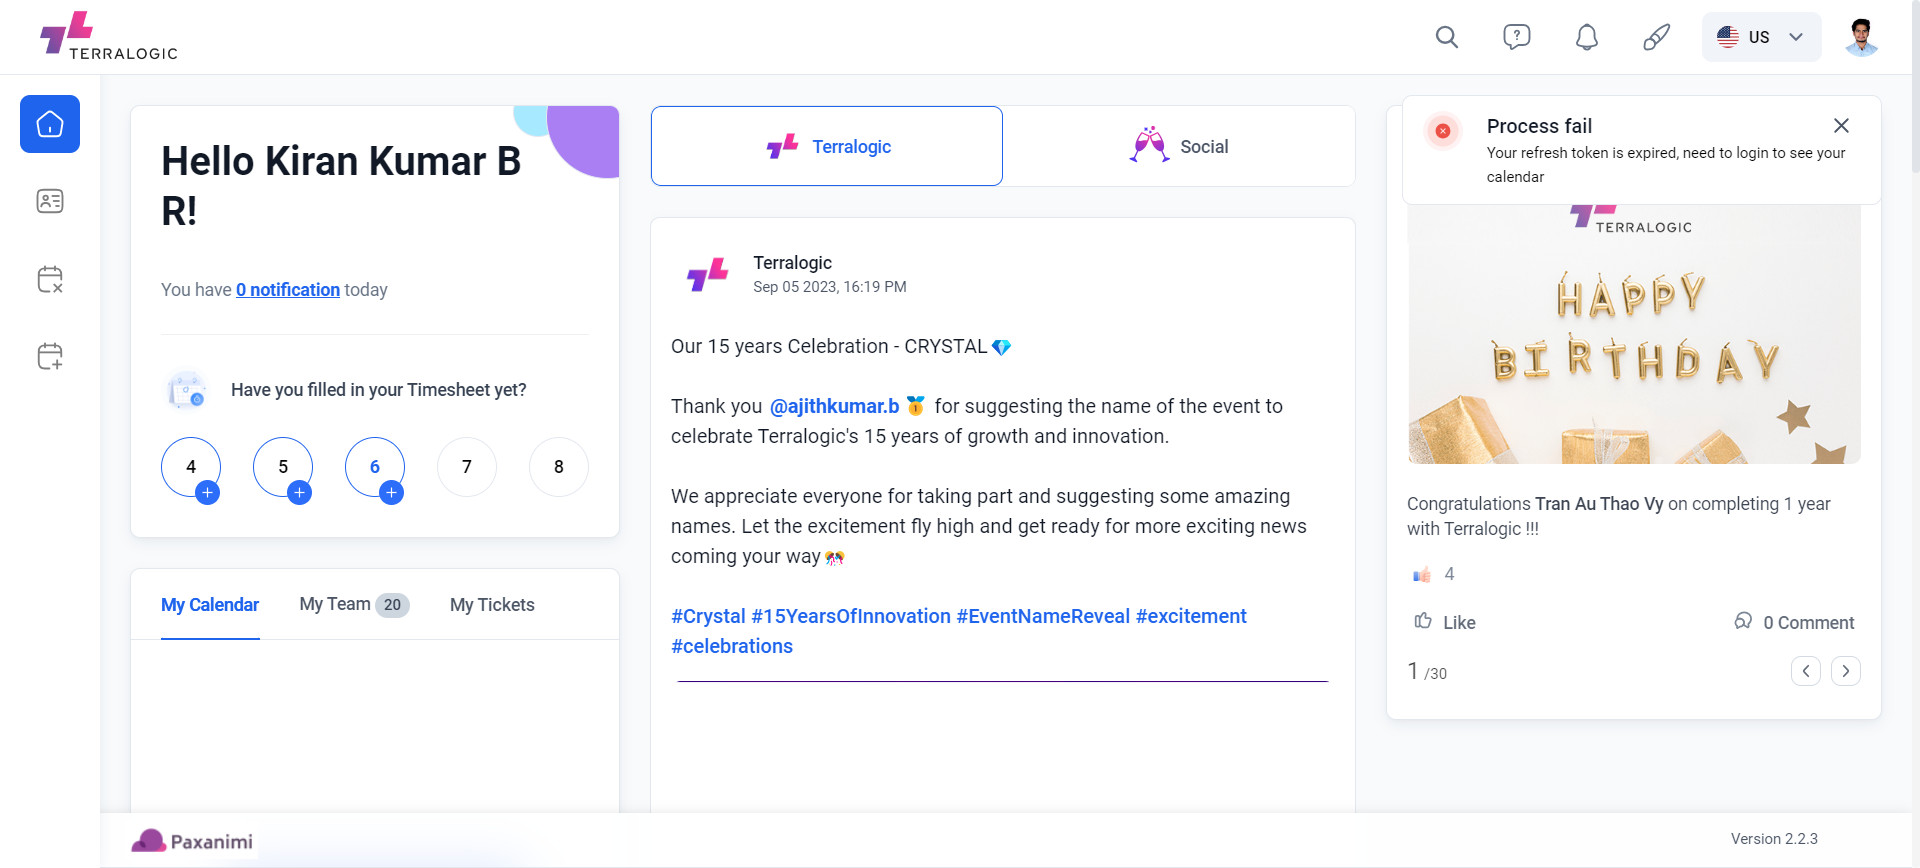 TERRALOGIC
US
Hello Kiran Kumar B
R!
You have 0 notification today
Have you filled in your Timesheet yet?
4 5 6 7 8
My Calendar My Team 20 My Tickets
Terralogic Social
Terralogic
Sep 05 2023, 16:19 PM
Our 15 years Celebration - CRYSTAL💎
Thank you @ajithkumar.b 🥇 for suggesting the name of the event to
celebrate Terralogic's 15 years of growth and innovation.
We appreciate everyone for taking part and suggesting some amazing
names. Let the excitement fly high and get ready for more exciting news
coming your way🎊
#Crystal #15YearsOfInnovation #EventNameReveal #excitement
#celebrations
Process fail
Your refresh token is expired, need to login to see your
calendar
TERRALOGIC
HAPPY
BIRTHDAY
Congratulations Tran Au Thao Vy on completing 1 year
with Terralogic !!!
4
Like 0 Comment
1 /30
Paxanimi
Version 2.2.3